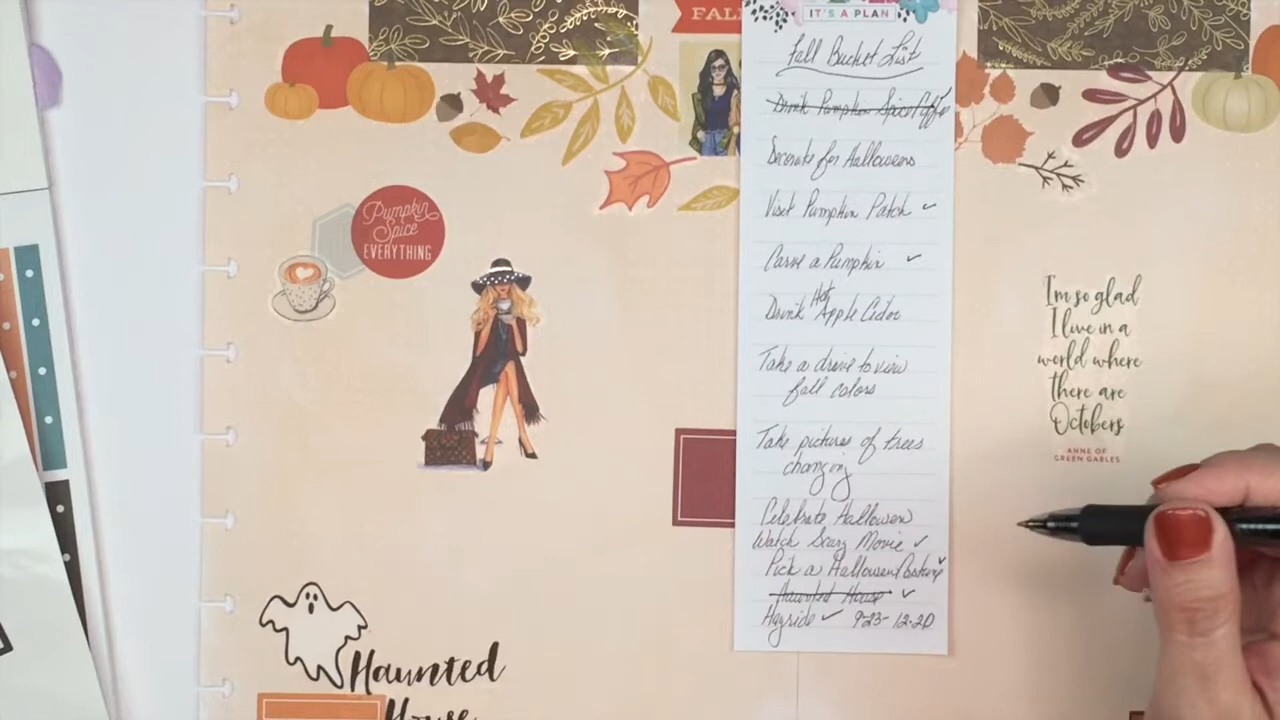 FALL
IT'S A PLAN
Fall Bucket List
Drink Pumpkin Spice Coffee
Decorate for Halloween
Visit Pumpkin Patch ✓
Carve a Pumpkin ✓
Hot
Drink Apple Cider
Take a drive to view
fall colors
Take pictures of trees
changing
Celebrate Halloween
Watch Scary Movie ✓
Pick a Halloween Costume ✓
Haunted House ✓
Hayride ✓ 9-23- 12-20
Pumpkin
Spice
EVERYTHING
I'm so glad
I live in a
world where
there are
Octobers
ANNE OF
GREEN GABLES
Haunted
House